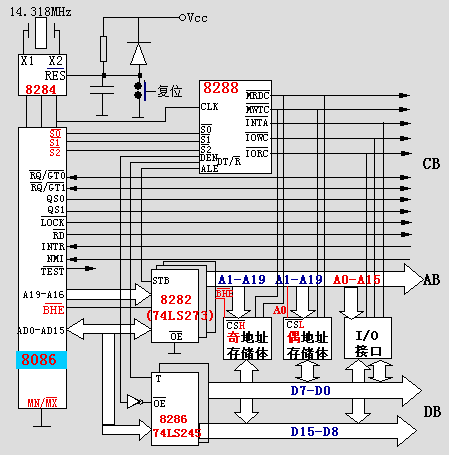 14.318MHz
Vcc
X1 X2
RES
8284
复位
8288
CLK
MRDC
MWTC
INTA
IOWC
IORC
S0
S1
S2
DEN
DT/R
ALE
S0
S1
S2
CB
RQ/GT0
RQ/GT1
QS0
QS1
LOCK
RD
INTR
NMI
TEST
STB
A1-A19
A1-A19
A0-A15
AB
A19-A16
BHE
8282
(74LS273)
OE
BHE
A0
AD0-AD15
CSH
奇地址
存储体
CSL
偶地址
存储体
I/O
接口
8086
T
OE
8286
74LS245
D7-D0
D15-D8
DB
MN/MX